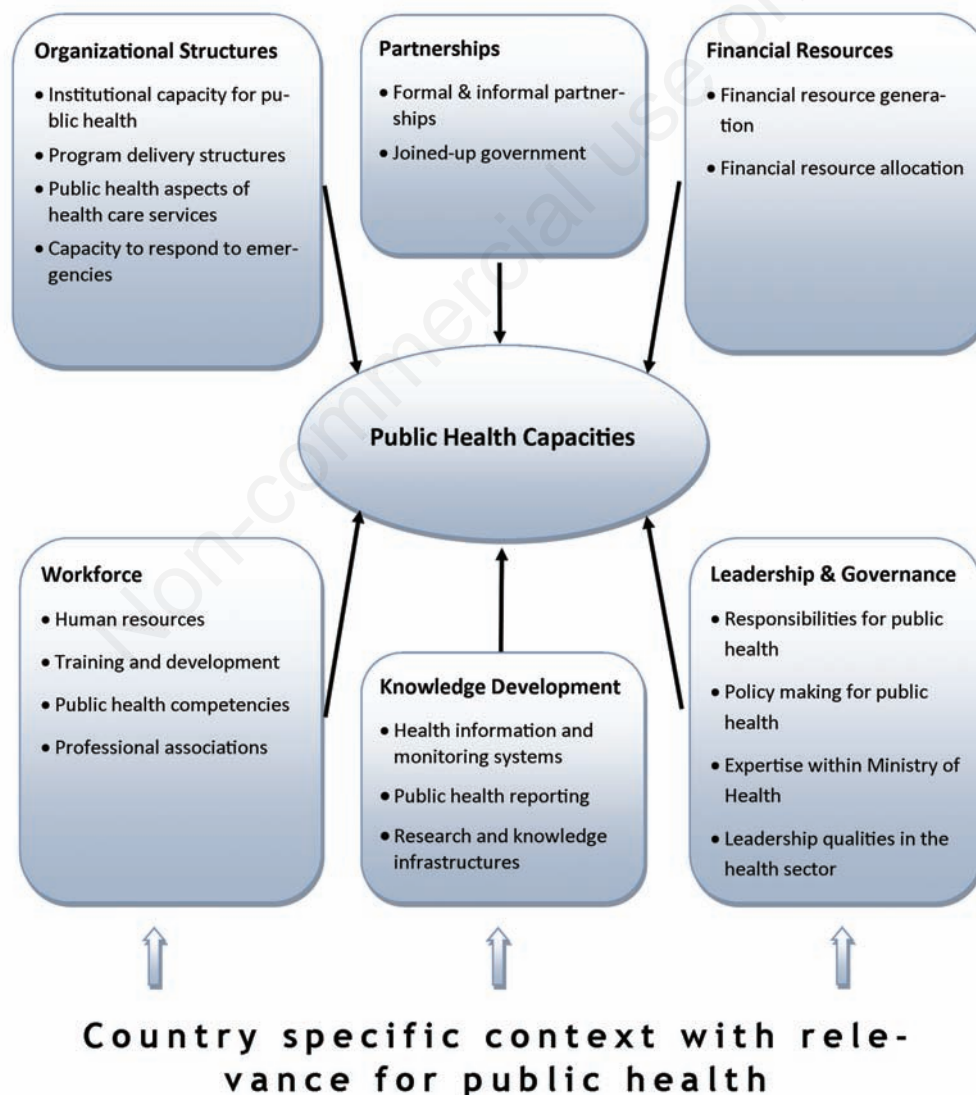 Organizational Structures
• Institutional capacity for pu-
blic health
• Program delivery structures
• Public health aspects of
health care services
• Capacity to respond to emer-
gencies
Partnerships
• Formal & informal partner-
ships
• Joined-up government
Financial Resources
• Financial resource genera-
tion
• Financial resource allocation
Public Health Capacities
Workforce
• Human resources
• Training and development
• Public health competencies
• Professional associations
Knowledge Development
• Health information and
monitoring systems
• Public health reporting
• Research and knowledge
infrastructures
Leadership & Governance
• Responsibilities for public
health
• Policy making for public
health
• Expertise within Ministry of
Health
• Leadership qualities in the
health sector
Country specific context with rele-
vance for public health
Non-commercial use